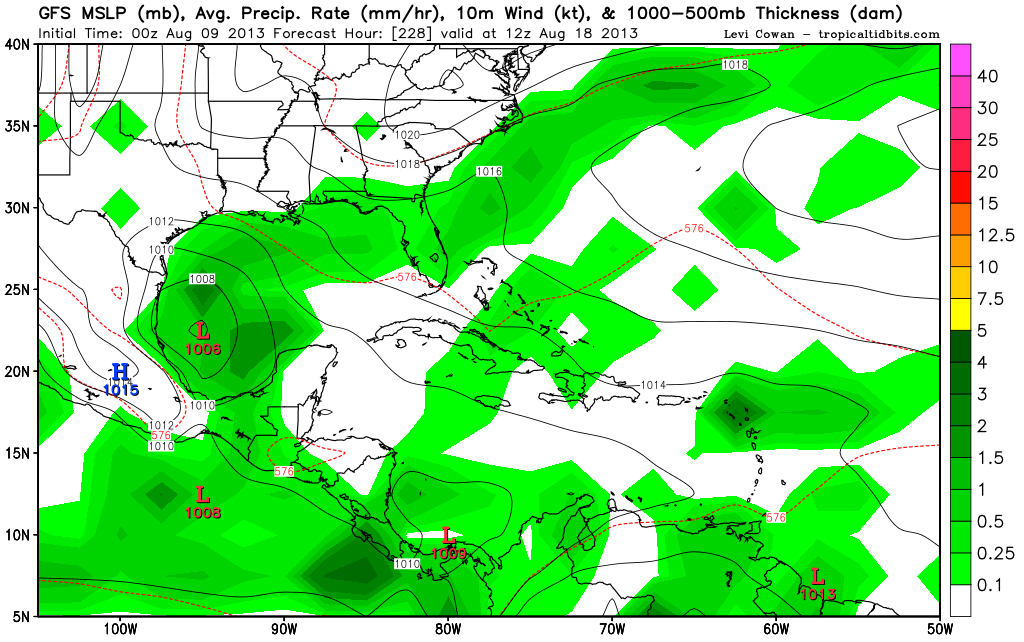 GFS MSLP (mb), Avg. Precip. Rate (mm/hr), 10m Wind (kt), & 1000−500mb Thickness (dam)
Initial Time: 00z Aug 09 2013 Forecast Hour: [228] valid at 12z Aug 18 2013 Levi Cowan − tropicaltidbits.com
40N
1018
40
30
35N
1020
25
1018
1016
20
30N
1012
576
15
1010
12.5
25N
1008
576
10
7.5
L
1006
5
20N
H
1015
1014
4
1010
3
1012
576
1010
2
15N
576
1.5
L
1008
1
576
10N
L
1009
0.5
1010
0.25
L
1013
0.1
5N
100W 90W 80W 70W 60W 50W